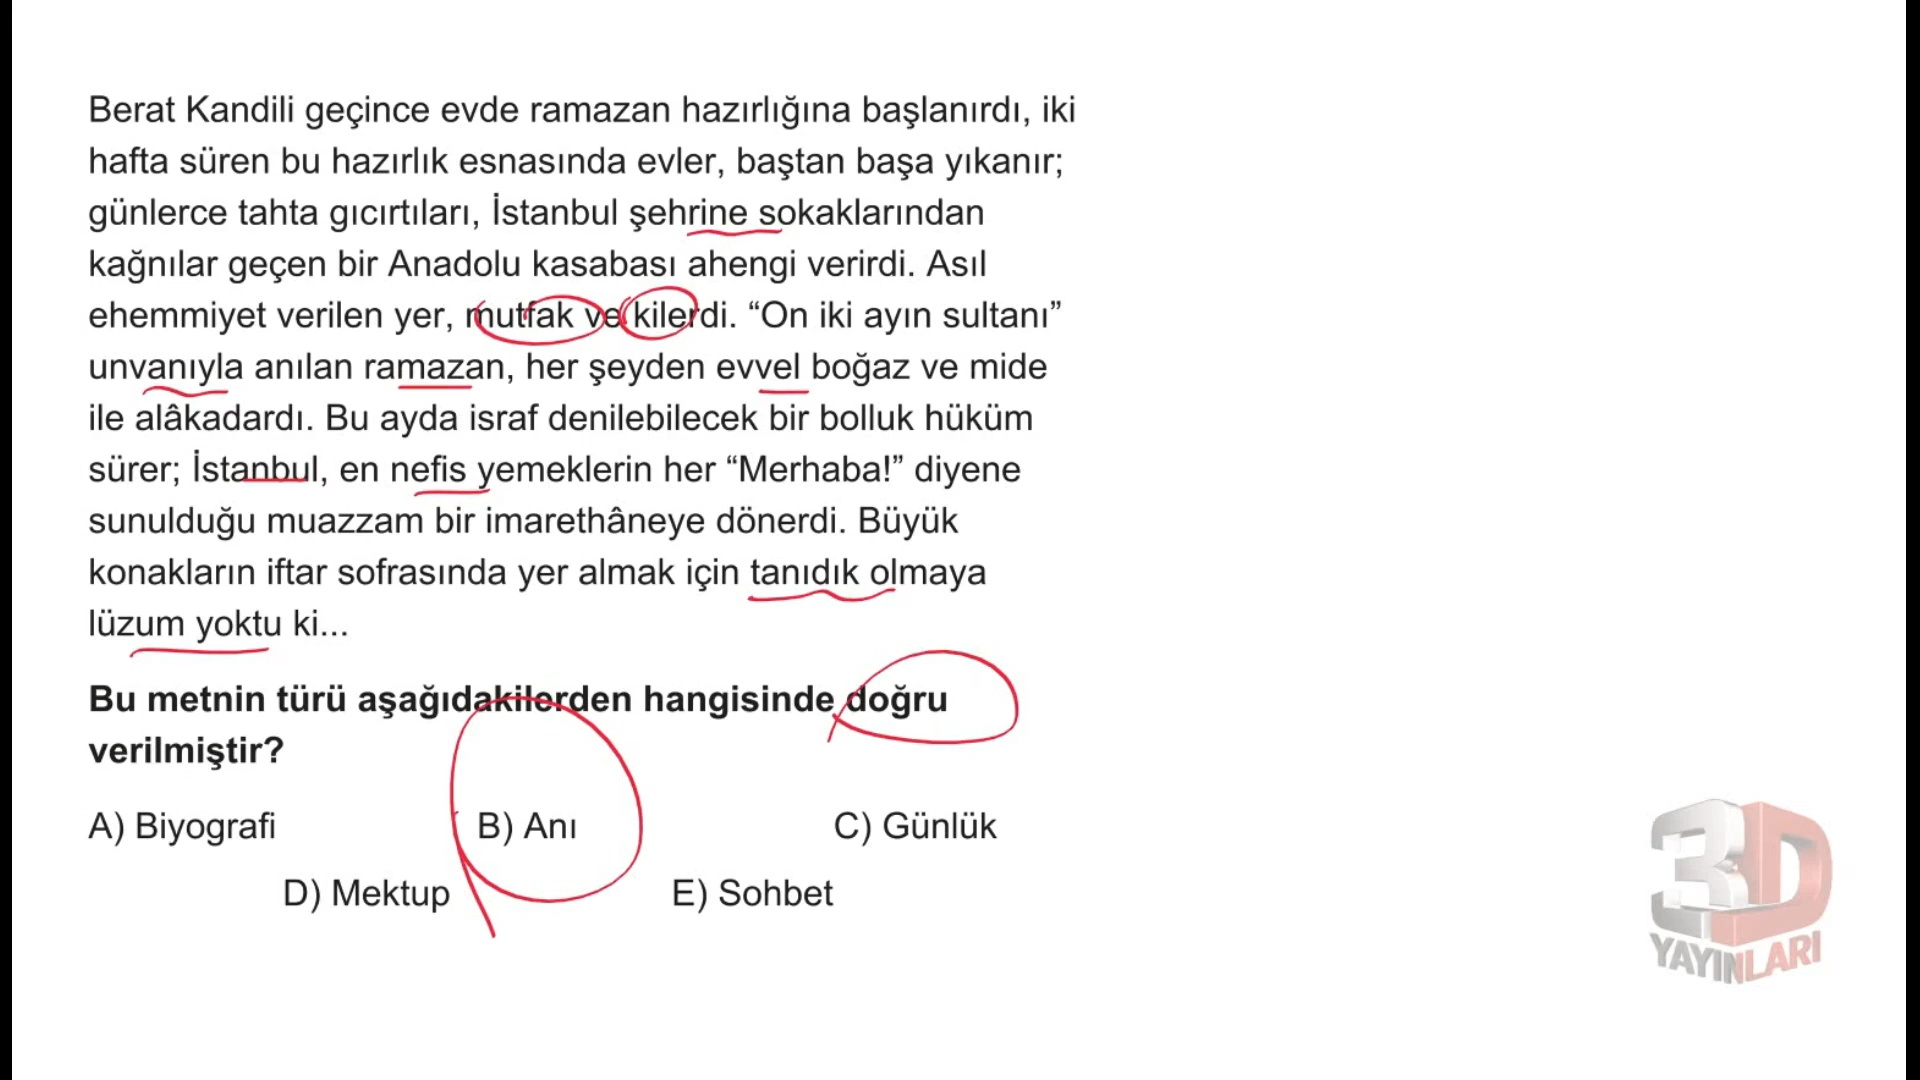 Berat Kandili geçince evde ramazan hazırlığına başlanırdı, iki
hafta süren bu hazırlık esnasında evler, baştan başa yıkanır;
günlerce tahta gıcırtıları, İstanbul şehrine sokaklarından
kağnılar geçen bir Anadolu kasabası ahengi verirdi. Asıl
ehemmiyet verilen yer, mutfak ve kilerdi. “On iki ayın sultanı”
unvanıyla anılan ramazan, her şeyden evvel boğaz ve mide
ile alâkadardı. Bu ayda israf denilebilecek bir bolluk hüküm
sürer; İstanbul, en nefis yemeklerin her “Merhaba!” diyene
sunulduğu muazzam bir imarethâneye dönerdi. Büyük
konakların iftar sofrasında yer almak için tanıdık olmaya
lüzum yoktu ki...
Bu metnin türü aşağıdakilerden hangisinde doğru
verilmiştir?
A) Biyografi B) Anı C) Günlük
D) Mektup E) Sohbet
3D
YAYINLARI